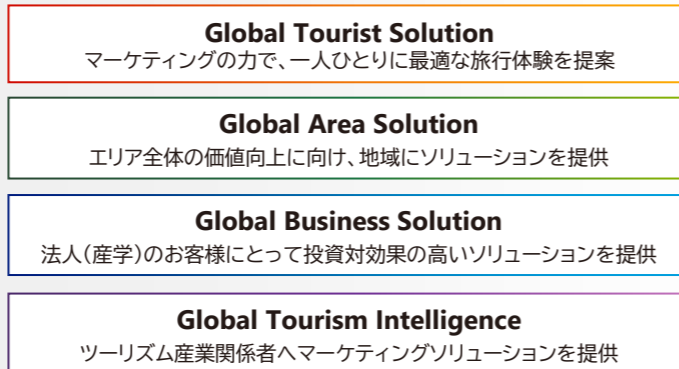 Global Tourist Solution
マーケティングの力で、一人ひとりに最適な旅行体験を提案
Global Area Solution
エリア全体の価値向上に向け、地域にソリューションを提供
Global Business Solution
法人(産学)のお客様にとって投資対効果の高いソリューションを提供
Global Tourism Intelligence
ツーリズム産業関係者へマーケティングソリューションを提供